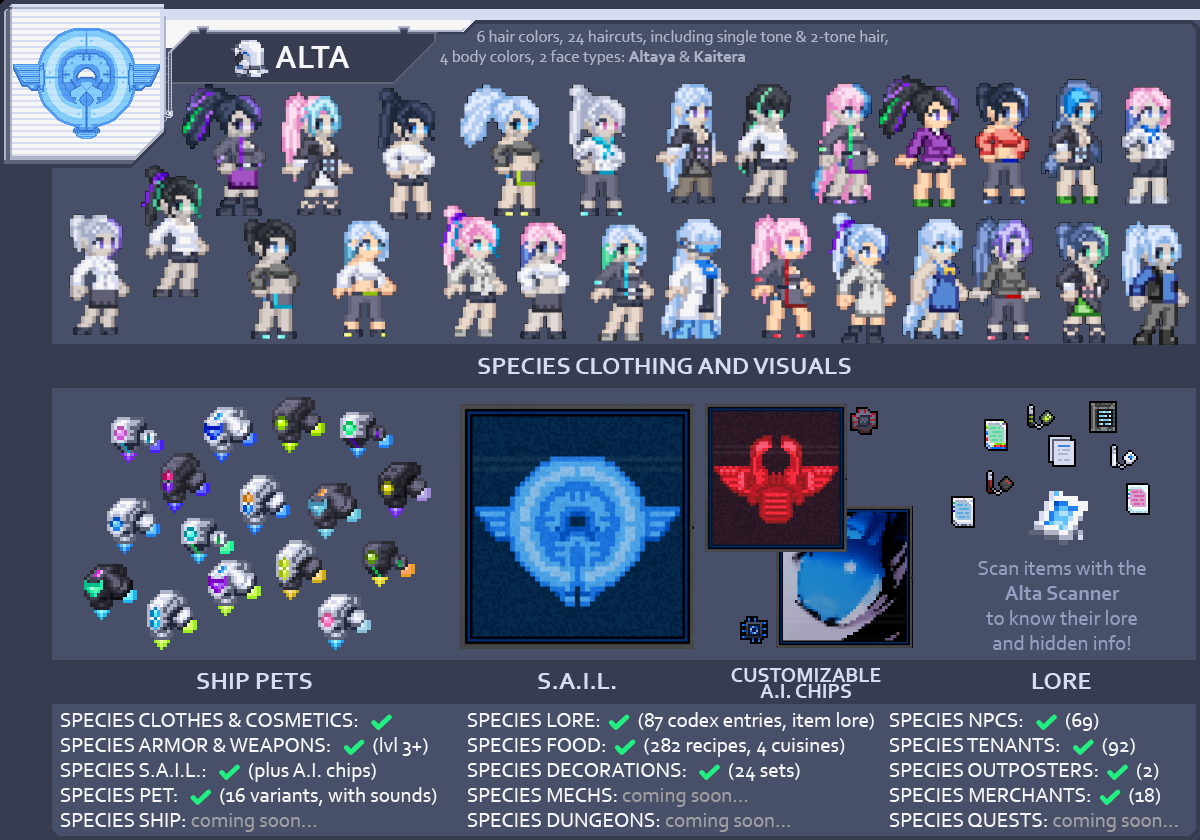 ALTA
6 hair colors, 24 haircuts, including single tone & 2-tone hair,
4 body colors, 2 face types: Altaya & Kaitera
SPECIES CLOTHING AND VISUALS
Scan items with the
Alta Scanner
to know their lore
and hidden info!
SHIP PETS
S.A.I.L.
CUSTOMIZABLE
A.I. CHIPS
LORE
SPECIES CLOTHES & COSMETICS: ✔
SPECIES ARMOR & WEAPONS: ✔ (lvl 3+)
SPECIES S.A.I.L.: ✔ (plus A.I. chips)
SPECIES PET: ✔ (16 variants, with sounds)
SPECIES SHIP: coming soon...
SPECIES LORE: ✔ (87 codex entries, item lore)
SPECIES FOOD: ✔ (282 recipes, 4 cuisines)
SPECIES DECORATIONS: ✔ (24 sets)
SPECIES MECHS: coming soon...
SPECIES DUNGEONS: coming soon...
SPECIES NPCS: ✔ (69)
SPECIES TENANTS: ✔ (92)
SPECIES OUTPOSTERS: ✔ (2)
SPECIES MERCHANTS: ✔ (18)
SPECIES QUESTS: coming soon...